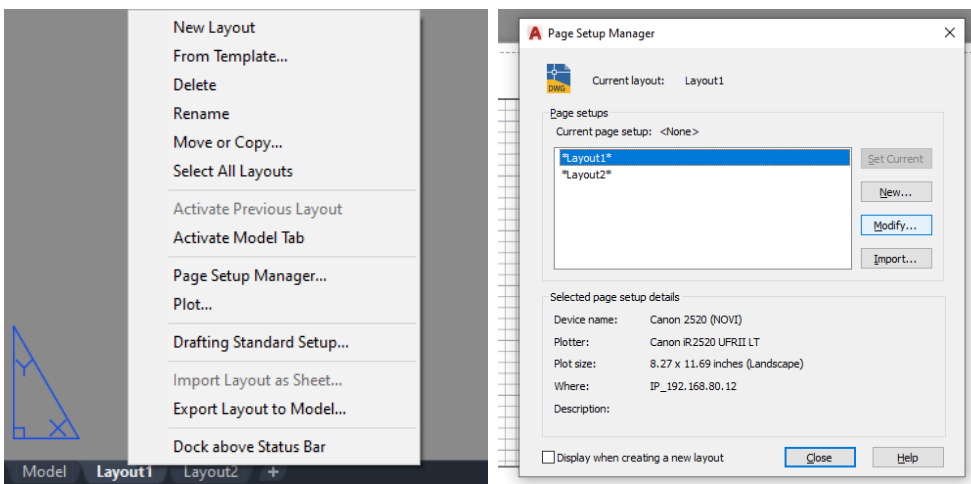 New Layout
From Template...
Delete
Rename
Move or Copy...
Select All Layouts
Activate Previous Layout
Activate Model Tab
Page Setup Manager...
Plot...
Drafting Standard Setup...
Import Layout as Sheet...
Export Layout to Model...
Dock above Status Bar
Y
X
Model Layout1 Layout2 +
A Page Setup Manager
DWG
Current layout: Layout1
Page setups
Current page setup: <None>
*Layout1*
*Layout2*
Set Current
New...
Modify...
Import...
Selected page setup details
Device name: Canon 2520 (NOVI)
Plotter: Canon iR2520 UFRII LT
Plot size: 8.27 x 11.69 inches (Landscape)
Where: IP_192.168.80.12
Description:
Display when creating a new layout
Close
Help